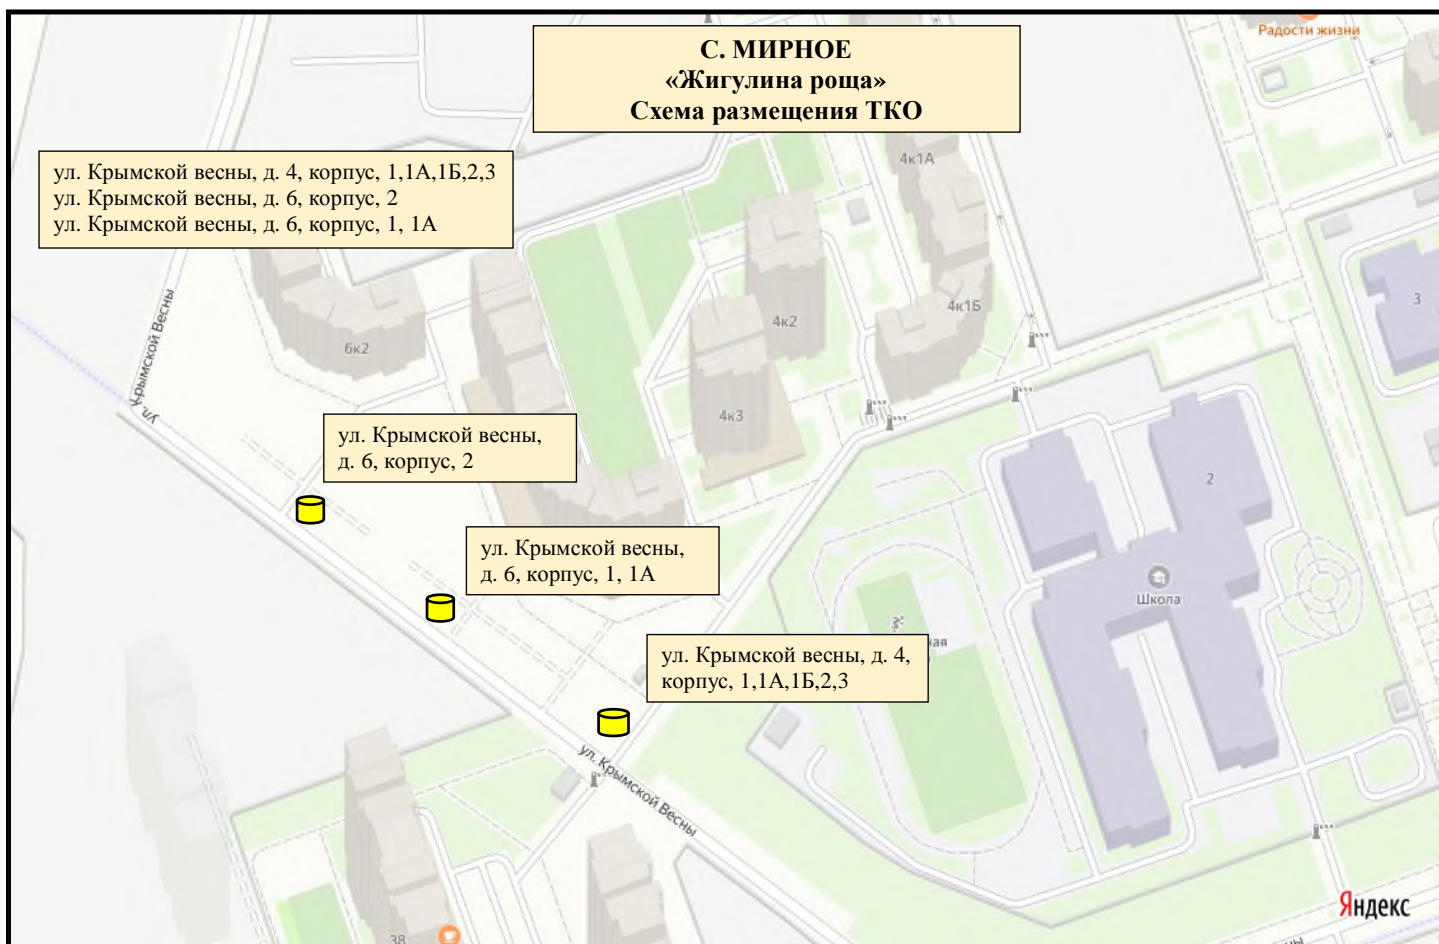 С. МИРНОЕ
«Жигулина роща»
Схема размещения ТКО
Радости жизни
ул. Крымской весны, д. 4, корпус, 1,1А,1Б,2,3
ул. Крымской весны, д. 6, корпус, 2
ул. Крымской весны, д. 6, корпус, 1, 1А
4к1А
3
4к1Б
4к2
6к2
ул. Крымской Весны
4к3
ул. Крымской весны,
д. 6, корпус, 2
2
ул. Крымской весны,
д. 6, корпус, 1, 1А
Школа
ная
ул. Крымской весны, д. 4,
корпус, 1,1А,1Б,2,3
ул. Крымской Весны
Яндекс
38
ны